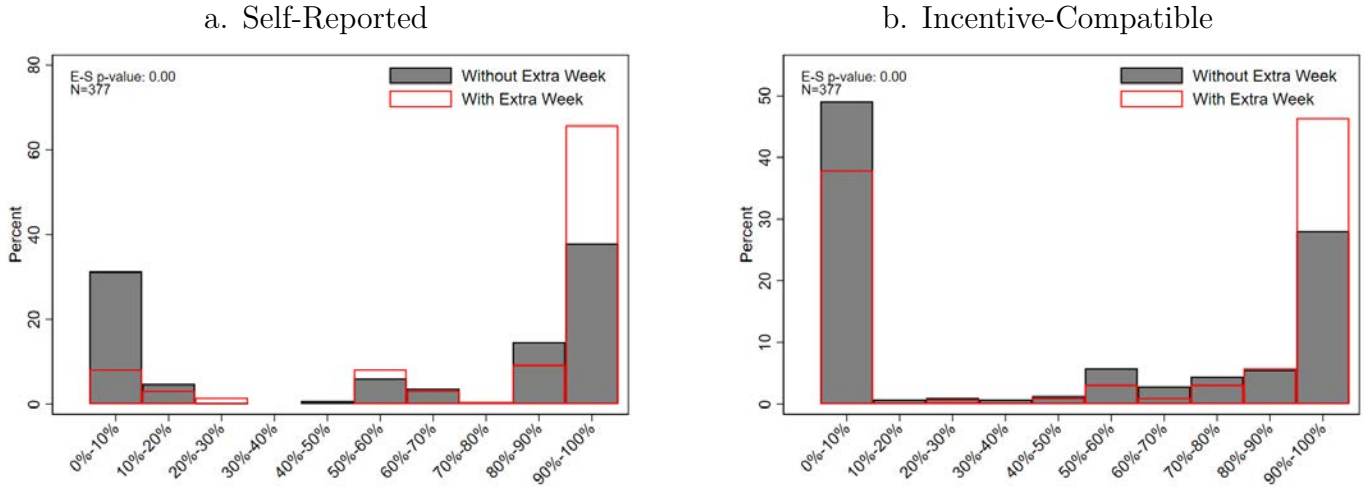 a. Self-Reported
E-S p-value: 0.00
N=377
Without Extra Week
With Extra Week
Percent
0
20
40
60
80
0%-10%
10%-20%
20%-30%
30%-40%
40%-50%
50%-60%
60%-70%
70%-80%
80%-90%
90%-100%
b. Incentive-Compatible
E-S p-value: 0.00
N=377
Without Extra Week
With Extra Week
Percent
0
10
20
30
40
50
0%-10%
10%-20%
20%-30%
30%-40%
40%-50%
50%-60%
60%-70%
70%-80%
80%-90%
90%-100%